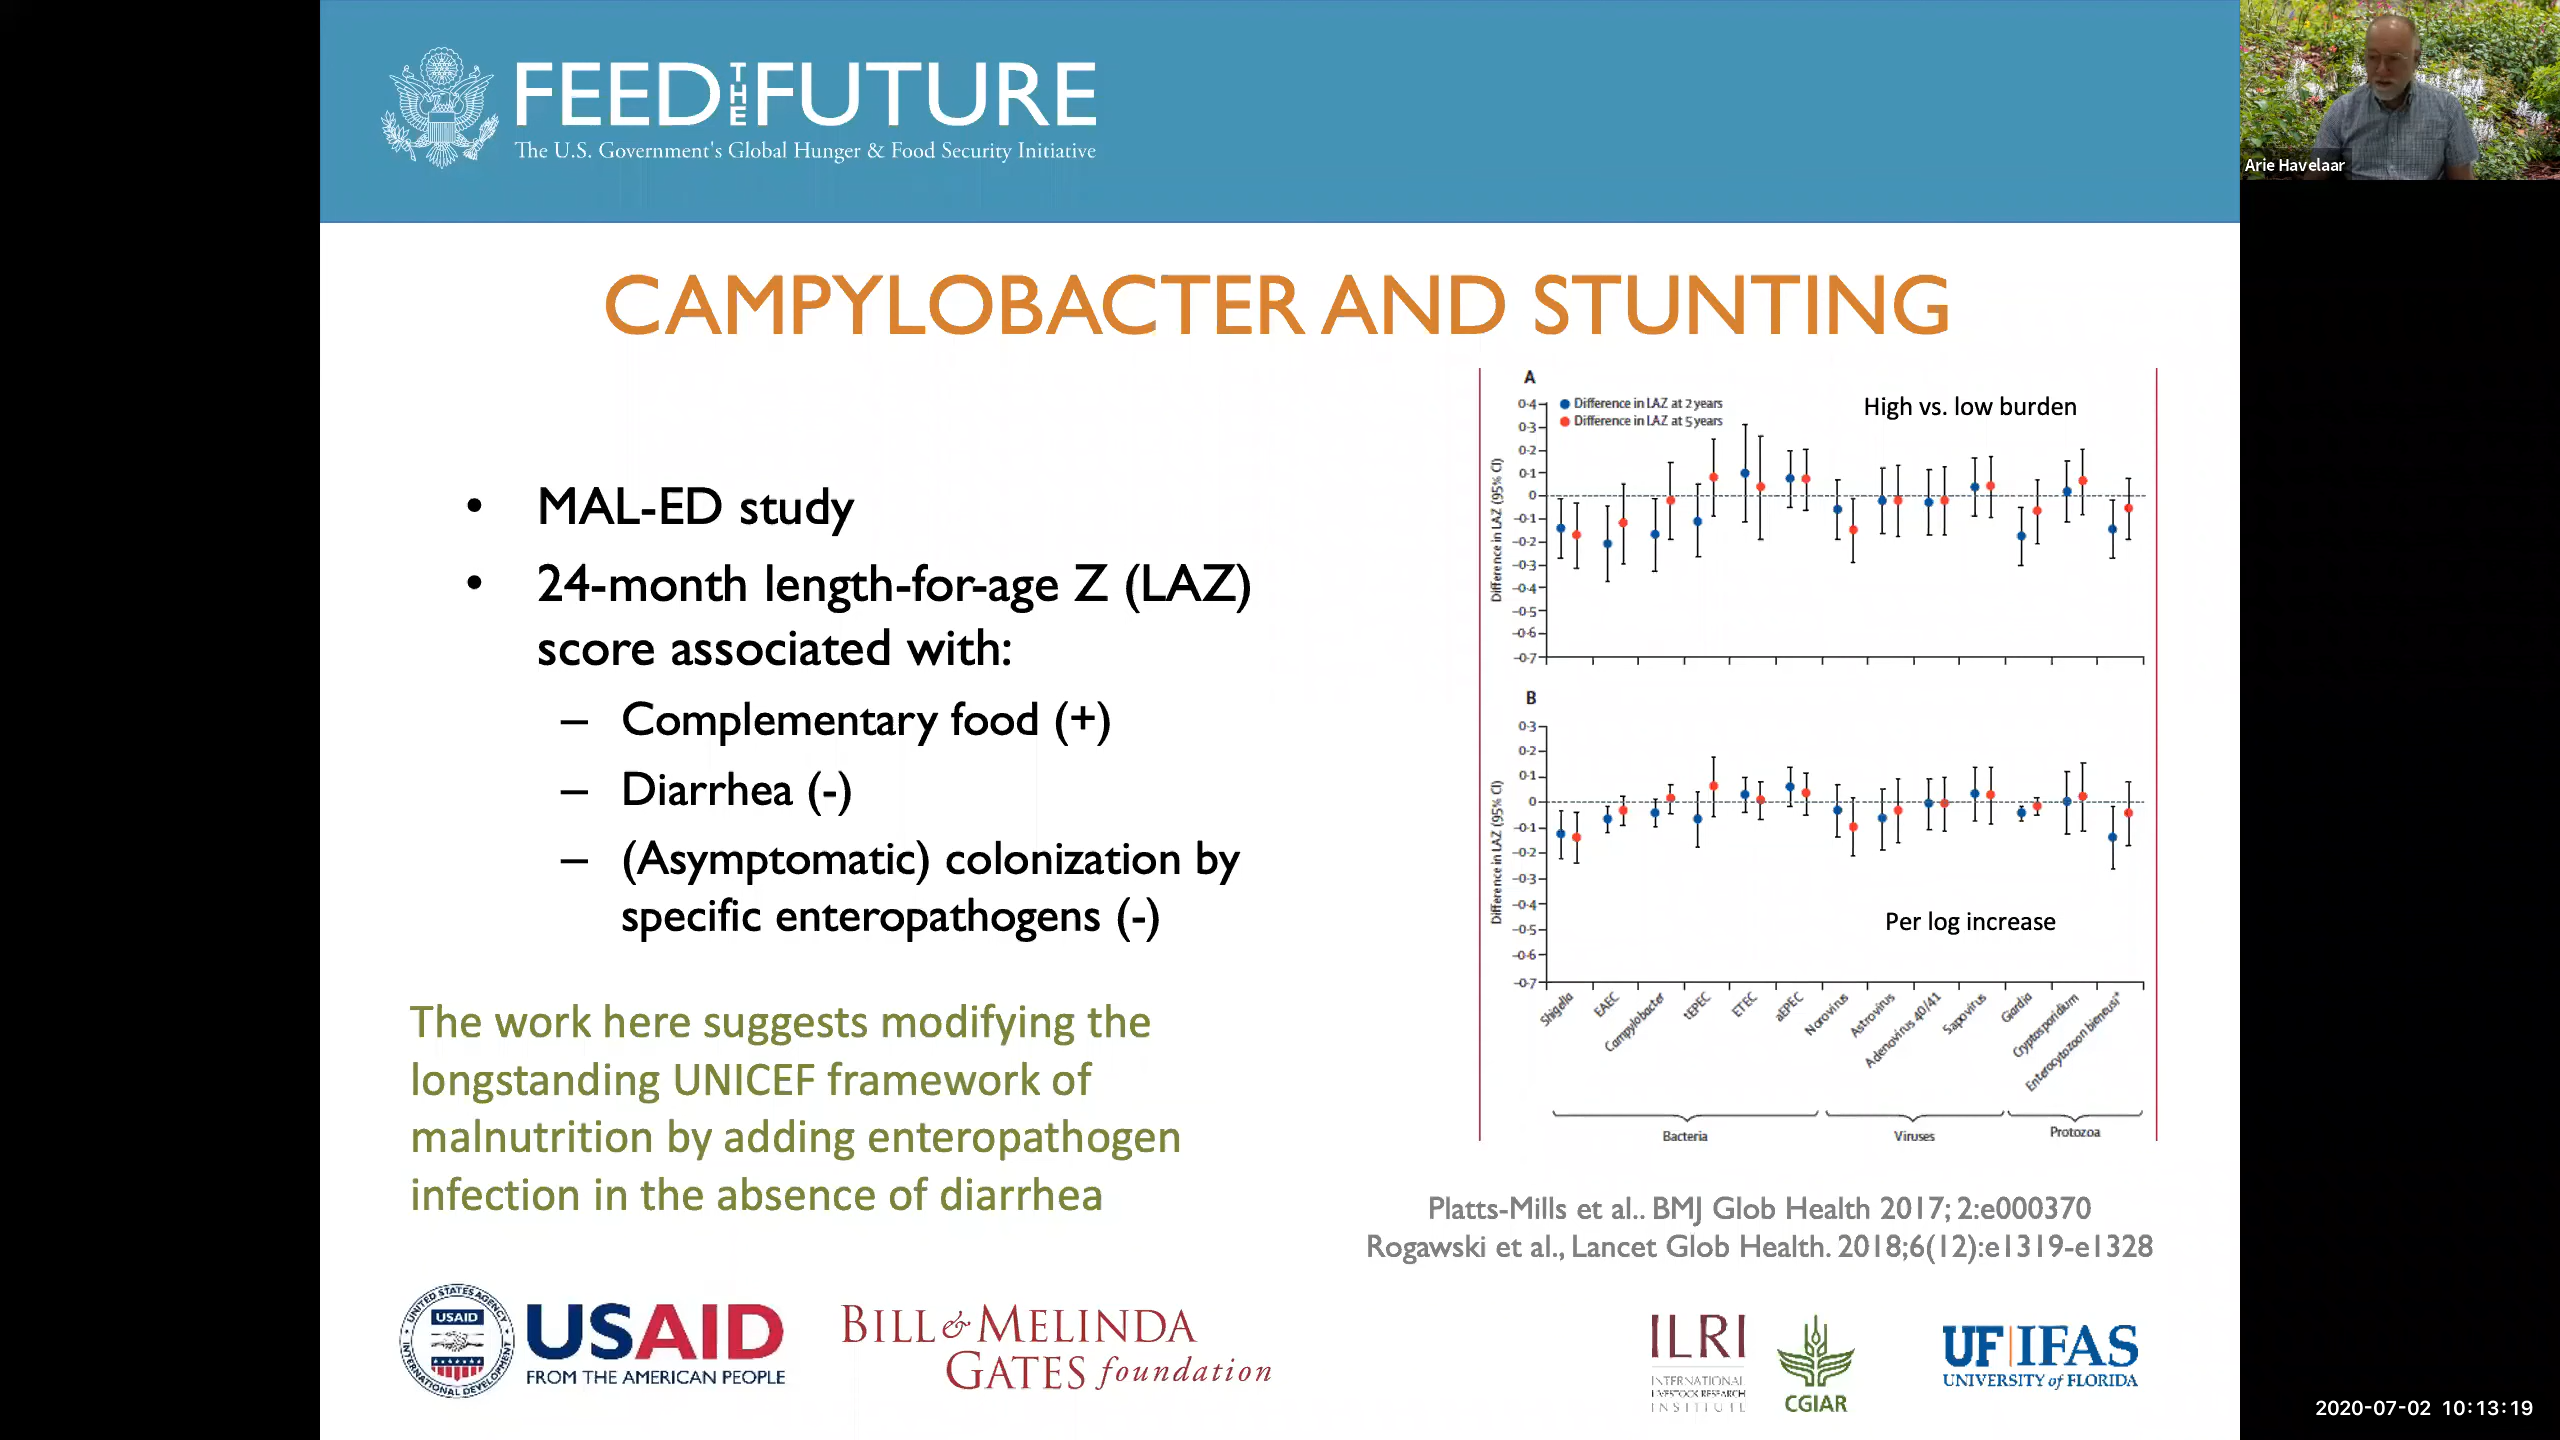 FEED THE FUTURE
The U.S. Government's Global Hunger & Food Security Initiative
Arie Havelaar
CAMPYLOBACTER AND STUNTING
• MAL-ED study
• 24-month length-for-age Z (LAZ)
score associated with:
– Complementary food (+)
– Diarrhea (-)
– (Asymptomatic) colonization by
specific enteropathogens (-)
The work here suggests modifying the
longstanding UNICEF framework of
malnutrition by adding enteropathogen
infection in the absence of diarrhea
A
Difference in LAZ at 2 years
Difference in LAZ at 5 years
High vs. low burden
Difference in LAZ (95% CI)
0·4
0·3
0·2
0·1
0
-0·1
-0·2
-0·3
-0·4
-0·5
-0·6
-0·7
B
Difference in LAZ (95% CI)
0·3
0·2
0·1
0
-0·1
-0·2
-0·3
-0·4
-0·5
-0·6
-0·7
Per log increase
Shigella
EAEC
Campylobacter
tEPEC
ETEC
aEPEC
Norovirus
Astrovirus
Adenovirus 40/41
Sapovirus
Giardia
Cryptosporidium
Enterocytozoon bieneusi*
Bacteria
Viruses
Protozoa
Platts-Mills et al.. BMJ Glob Health 2017; 2:e000370
Rogawski et al., Lancet Glob Health. 2018;6(12):e1319-e1328
UNITED STATES AGENCY
USAID
INTERNATIONAL DEVELOPMENT
USAID
FROM THE AMERICAN PEOPLE
BILL & MELINDA
GATES foundation
ILRI
INTERNATIONAL
LIVESTOCK RESEARCH
INSTITUTE
CGIAR
UF|IFAS
UNIVERSITY of FLORIDA
2020-07-02 10:13:19